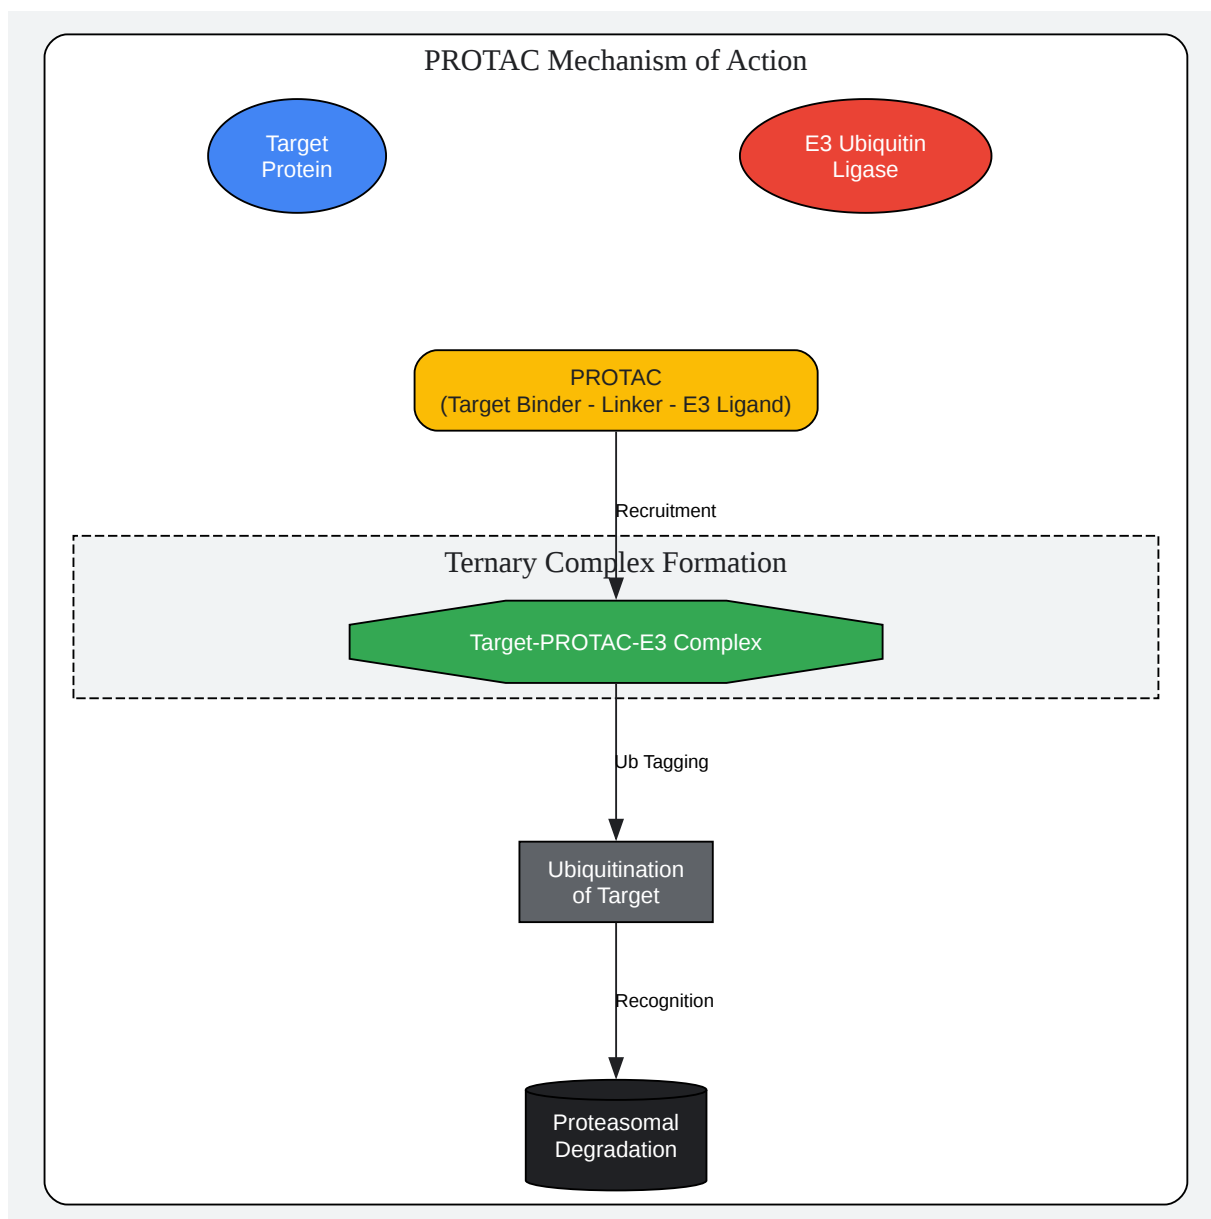 PROTAC Mechanism of Action
Target
Protein
E3 Ubiquitin
Ligase
PROTAC
(Target Binder - Linker - E3 Ligand)
Recruitment
Ternary Complex Formation
Target-PROTAC-E3 Complex
Ub Tagging
Ubiquitination
of Target
Recognition
Proteasomal
Degradation